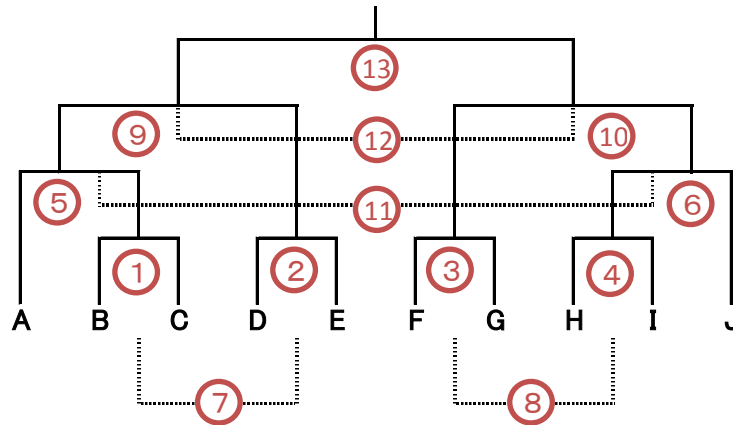 ⑬
⑨ ⑫ ⑩
⑤ ⑪ ⑥
① ② ③ ④
A B C D E F G H I J
⑦ ⑧